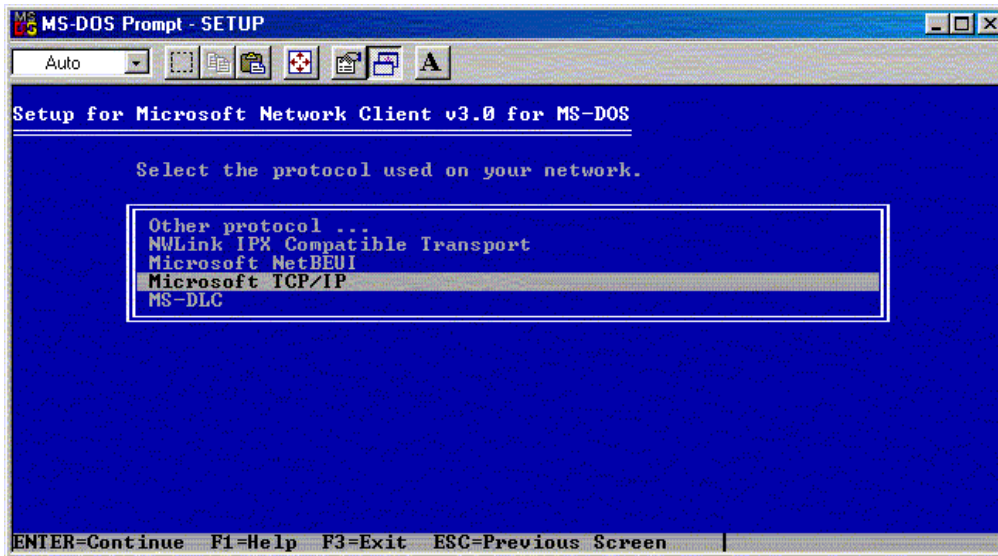 MS-DOS Prompt - SETUP
Auto
A
Setup for Microsoft Network Client v3.0 for MS-DOS
Select the protocol used on your network.
Other protocol ...
NWLink IPX Compatible Transport
Microsoft NetBEUI
Microsoft TCP/IP
MS-DLC
ENTER=Continue F1=Help F3=Exit ESC=Previous Screen